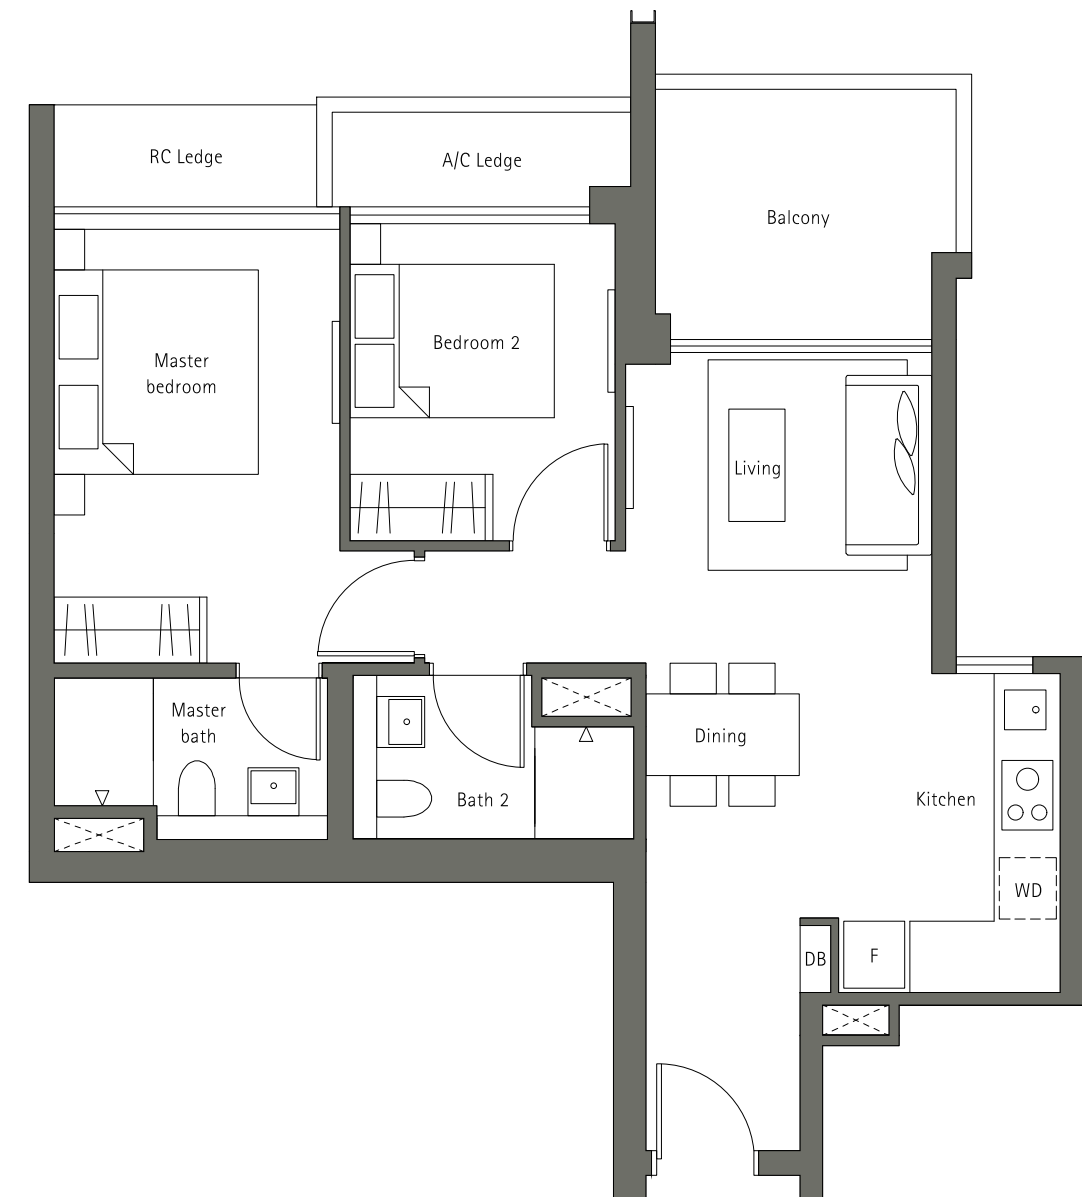 RC Ledge
A/C Ledge
Balcony
Master
bedroom
Bedroom 2
Living
Master
bath
Bath 2
Dining
Kitchen
WD
DB
F